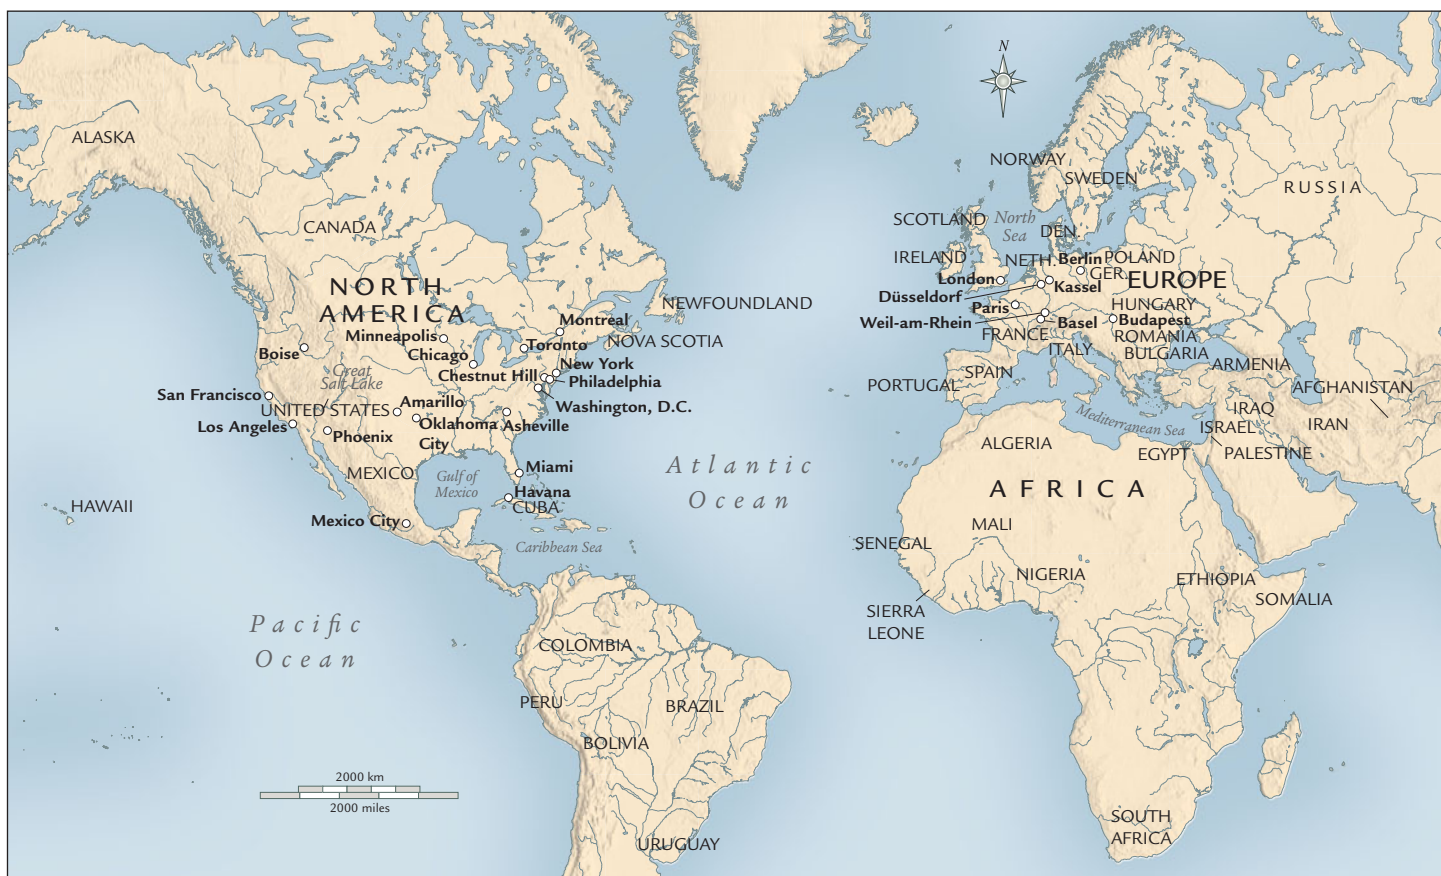 N
ALASKA
NORWAY
SWEDEN
RUSSIA
SCOTLAND
North
Sea
CANADA
DEN.
IRELAND
NETH.
Berlin
POLAND
GER.
London
EUROPE
NORTH
AMERICA
Kassel
Düsseldorf
NEWFOUNDLAND
Paris
HUNGARY
Montreal
Weil-am-Rhein
Basel
Budapest
Minneapolis
NOVA SCOTIA
FRANCE
ROMANIA
Toronto
ITALY
BULGARIA
Boise
Chicago
New York
ARMENIA
Great
Salt Lake
Chestnut Hill
Philadelphia
SPAIN
PORTUGAL
AFGHANISTAN
San Francisco
Amarillo
Washington, D.C.
UNITED STATES
Mediterranean Sea
IRAQ
Los Angeles
Oklahoma
City
Asheville
ISRAEL
IRAN
Phoenix
ALGERIA
EGYPT
PALESTINE
MEXICO
Gulf of
Mexico
Miami
Atlantic
Ocean
AFRICA
Havana
CUBA
HAWAII
Mexico City
MALI
Caribbean Sea
SENEGAL
NIGERIA
ETHIOPIA
SOMALIA
SIERRA
LEONE
Pacific
Ocean
COLOMBIA
PERU
BRAZIL
BOLIVIA
2000 km
2000 miles
SOUTH
AFRICA
URUGUAY